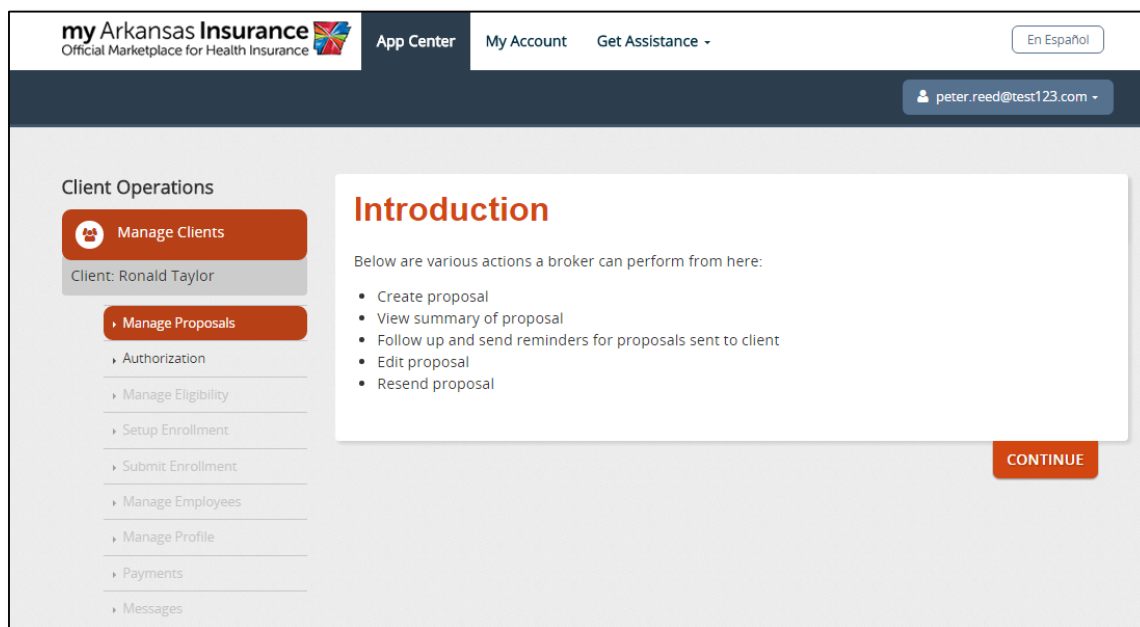 my Arkansas Insurance
Official Marketplace for Health Insurance
App Center
My Account
Get Assistance
En Español
peter.reed@test123.com
Client Operations
Manage Clients
Client: Ronald Taylor
Manage Proposals
Authorization
Manage Eligibility
Setup Enrollment
Submit Enrollment
Manage Employees
Manage Profile
Payments
Messages
Introduction
Below are various actions a broker can perform from here:
• Create proposal
• View summary of proposal
• Follow up and send reminders for proposals sent to client
• Edit proposal
• Resend proposal
CONTINUE